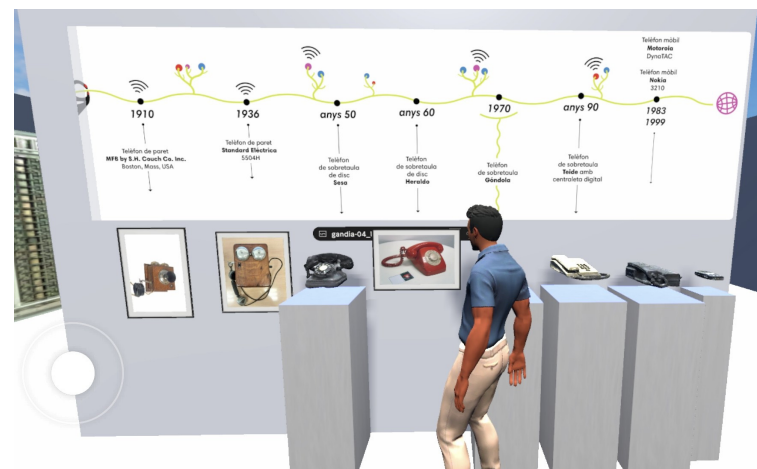 Telèfon mòbil
Motorola
DynaTAC
Telèfon mòbil
Nokia
3210
1910
1936
anys 50
anys 60
1970
anys 90
1983
1999
Telèfon de paret
MFB by S.H. Couch Co. Inc.
Boston, Mass, USA
Telèfon de paret
Standard Eléctrica
5504H
Telèfon
de sobretaula
de disc
Sesa
Telèfon
de sobretaula
de disc
Heraldo
Telèfon
de sobretaula
Góndola
Telèfon
de sobretaula
Teide amb
centraleta digital
gandia-04_